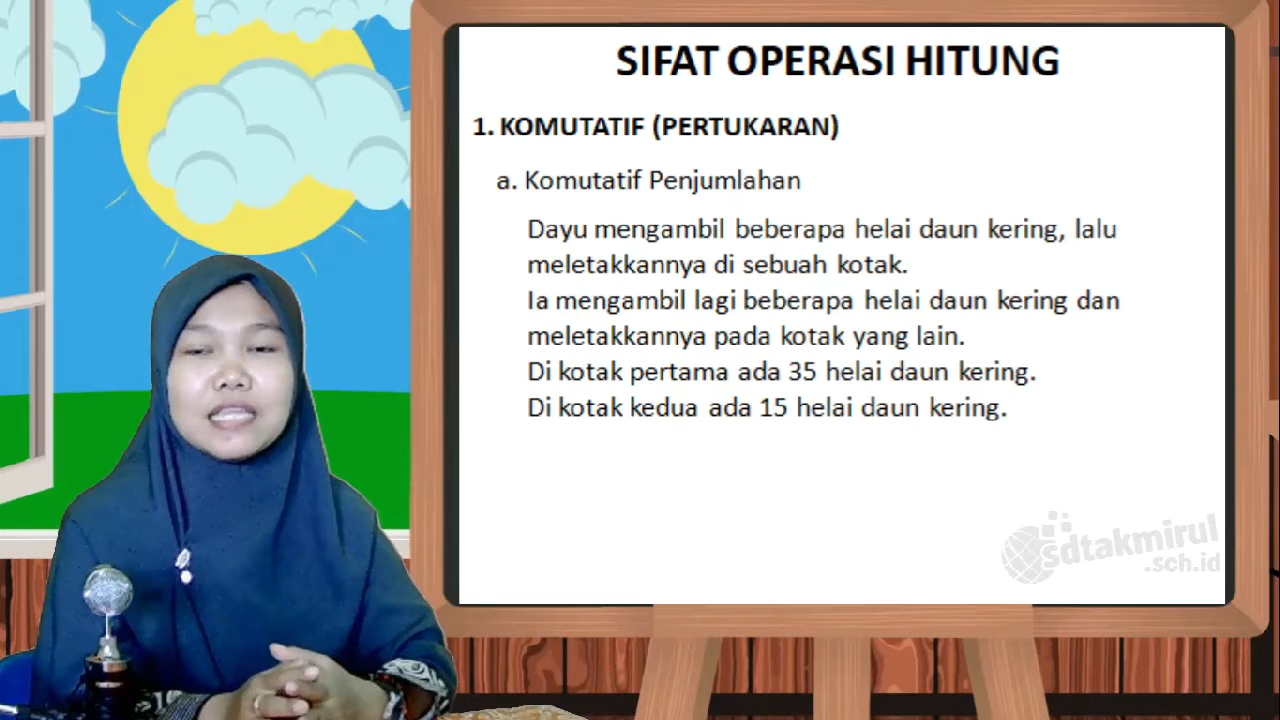 SIFAT OPERASI HITUNG
1. KOMUTATIF (PERTUKARAN)
a. Komutatif Penjumlahan
Dayu mengambil beberapa helai daun kering, lalu
meletakkannya di sebuah kotak.
Ia mengambil lagi beberapa helai daun kering dan
meletakkannya pada kotak yang lain.
Di kotak pertama ada 35 helai daun kering.
Di kotak kedua ada 15 helai daun kering.
sdtakmirul
.sch.id